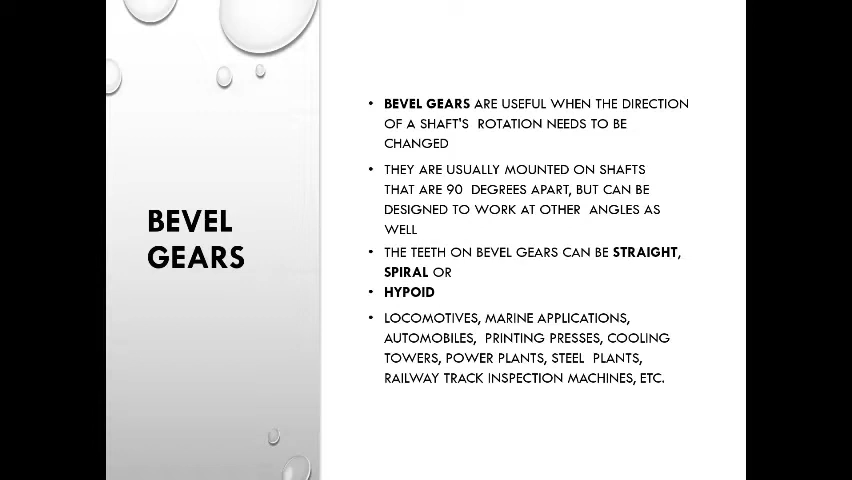 BEVEL
GEARS
• BEVEL GEARS ARE USEFUL WHEN THE DIRECTION
OF A SHAFT'S ROTATION NEEDS TO BE
CHANGED
• THEY ARE USUALLY MOUNTED ON SHAFTS
THAT ARE 90 DEGREES APART, BUT CAN BE
DESIGNED TO WORK AT OTHER ANGLES AS
WELL
• THE TEETH ON BEVEL GEARS CAN BE STRAIGHT,
SPIRAL OR
• HYPOID
• LOCOMOTIVES, MARINE APPLICATIONS,
AUTOMOBILES, PRINTING PRESSES, COOLING
TOWERS, POWER PLANTS, STEEL PLANTS,
RAILWAY TRACK INSPECTION MACHINES, ETC.